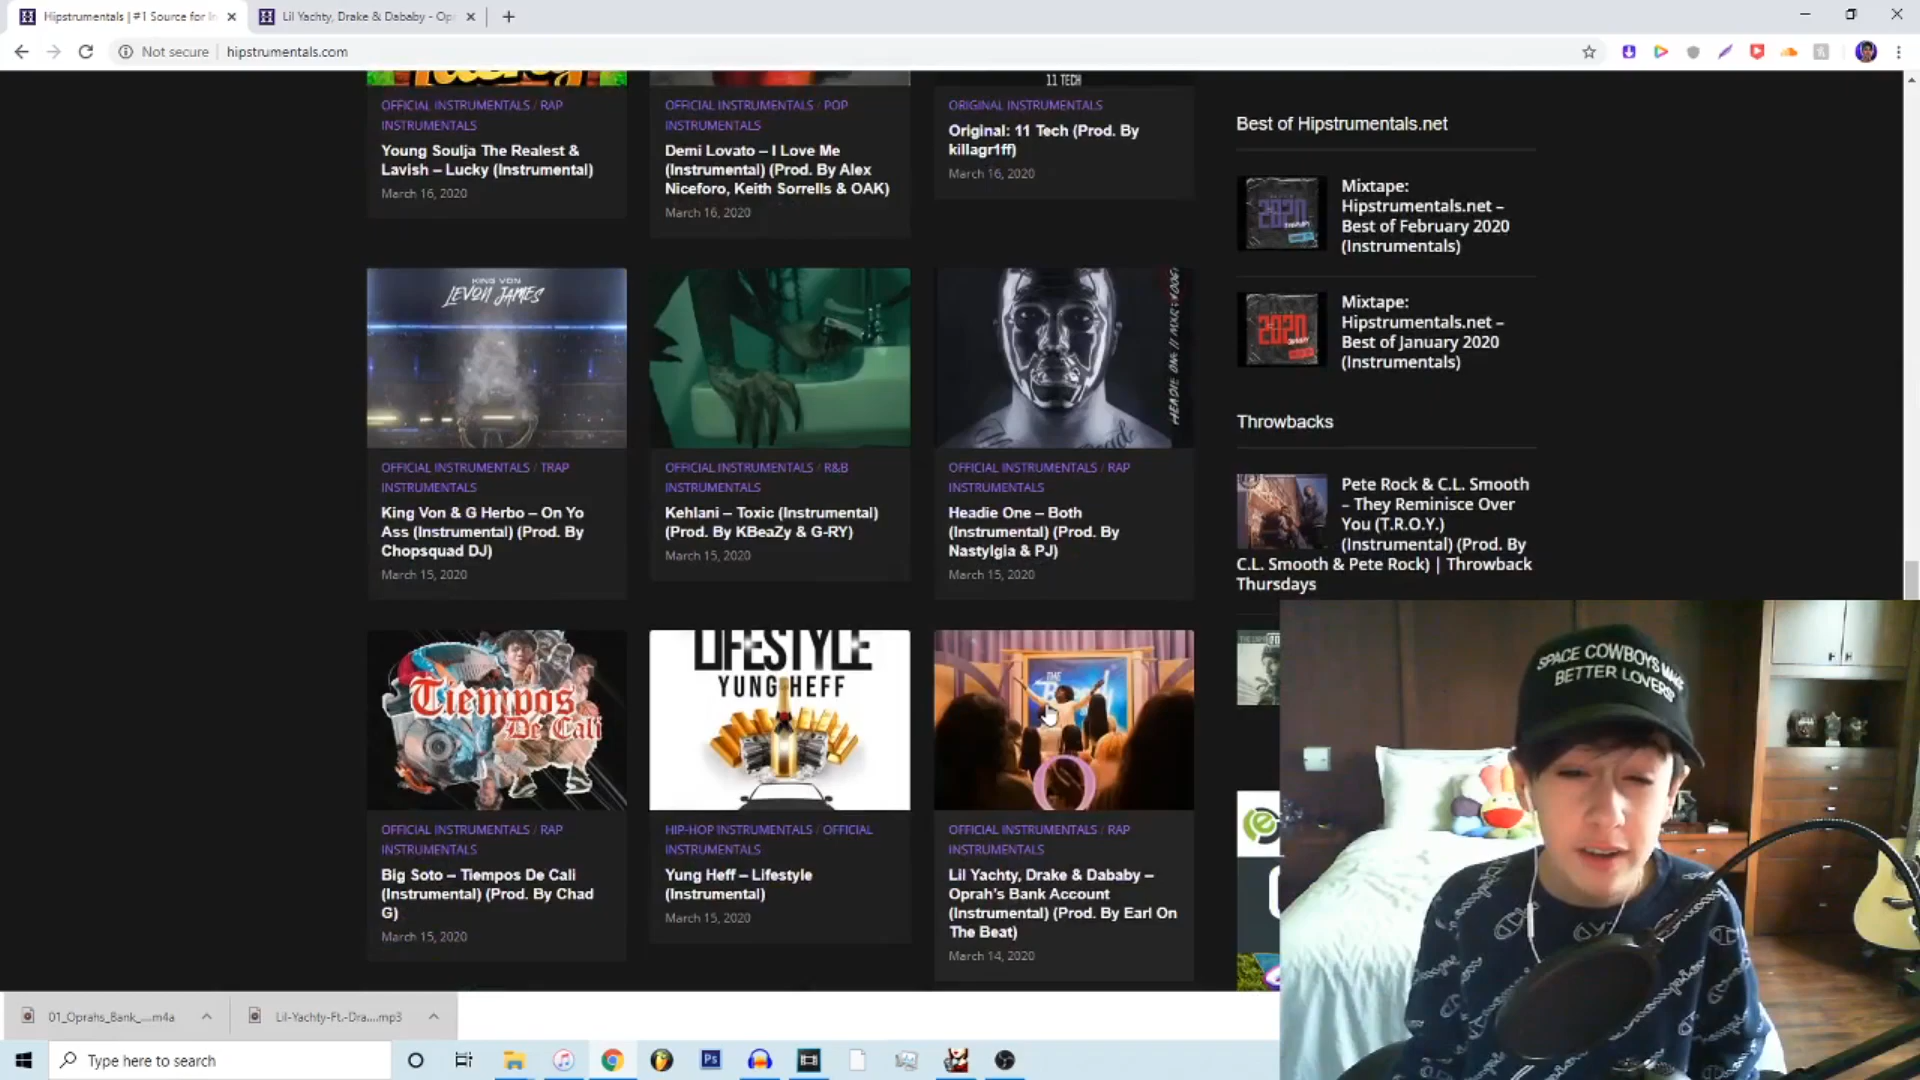 Hipstrumentals | #1 Source for In
Lil Yachty, Drake & Dababy - Op
Not secure
hipstrumentals.com
11 TECH
OFFICIAL INSTRUMENTALS / RAP
INSTRUMENTALS
Young Soulja The Realest &
Lavish – Lucky (Instrumental)
March 16, 2020
OFFICIAL INSTRUMENTALS / POP
INSTRUMENTALS
Demi Lovato – I Love Me
(Instrumental) (Prod. By Alex
Niceforo, Keith Sorrells & OAK)
March 16, 2020
ORIGINAL INSTRUMENTALS
Original: 11 Tech (Prod. By
killagr1ff)
March 16, 2020
KING VON
LEVON JAMES
OFFICIAL INSTRUMENTALS / TRAP
INSTRUMENTALS
King Von & G Herbo – On Yo
Ass (Instrumental) (Prod. By
Chopsquad DJ)
March 15, 2020
OFFICIAL INSTRUMENTALS / R&B
INSTRUMENTALS
Kehlani – Toxic (Instrumental)
(Prod. By KBeaZy & G-RY)
March 15, 2020
HEADIE ONE //
OFFICIAL INSTRUMENTALS / RAP
INSTRUMENTALS
Headie One – Both
(Instrumental) (Prod. By
Nastylgia & PJ)
March 15, 2020
Tiempos
De Cali
OFFICIAL INSTRUMENTALS / RAP
INSTRUMENTALS
Big Soto – Tiempos De Cali
(Instrumental) (Prod. By Chad
G)
March 15, 2020
LIFESTYLE
YUNG HEFF
HIP-HOP INSTRUMENTALS / OFFICIAL
INSTRUMENTALS
Yung Heff – Lifestyle
(Instrumental)
March 15, 2020
THE
O
OFFICIAL INSTRUMENTALS / RAP
INSTRUMENTALS
Lil Yachty, Drake & Dababy –
Oprah's Bank Account
(Instrumental) (Prod. By Earl On
The Beat)
March 14, 2020
Best of Hipstrumentals.net
2020
Mixtape:
Hipstrumentals.net –
Best of February 2020
(Instrumentals)
2020
Mixtape:
Hipstrumentals.net –
Best of January 2020
(Instrumentals)
Throwbacks
Pete Rock & C.L. Smooth
– They Reminisce Over
You (T.R.O.Y.)
(Instrumental) (Prod. By
C.L. Smooth & Pete Rock) | Throwback
Thursdays
SPACE COWBOYS MAKE
BETTER LOVERS
Champion
01_Oprahs_Bank_....m4a
Lil-Yachty-Ft.-Dra....mp3
Type here to search
Ps